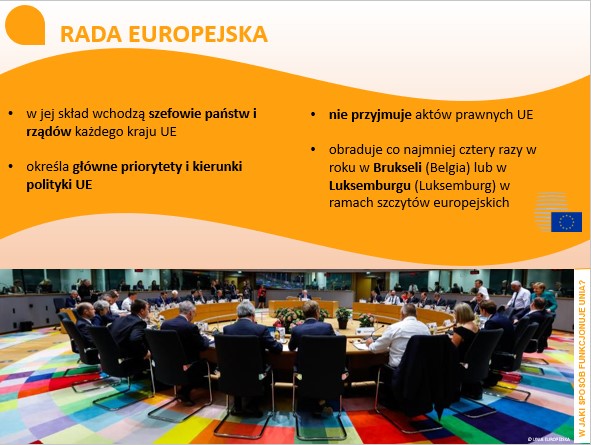 RADA EUROPEJSKA
• w jej skład wchodzą szefowie państw i
rządów każdego kraju UE
• określa główne priorytety i kierunki
polityki UE
• nie przyjmuje aktów prawnych UE
• obraduje co najmniej cztery razy w
roku w Brukseli (Belgia) lub w
Luksemburgu (Luksemburg) w
ramach szczytów europejskich
W JAKI SPOSÓB FUNKCJONUJE UNIA?
© UNIA EUROPEJSKA